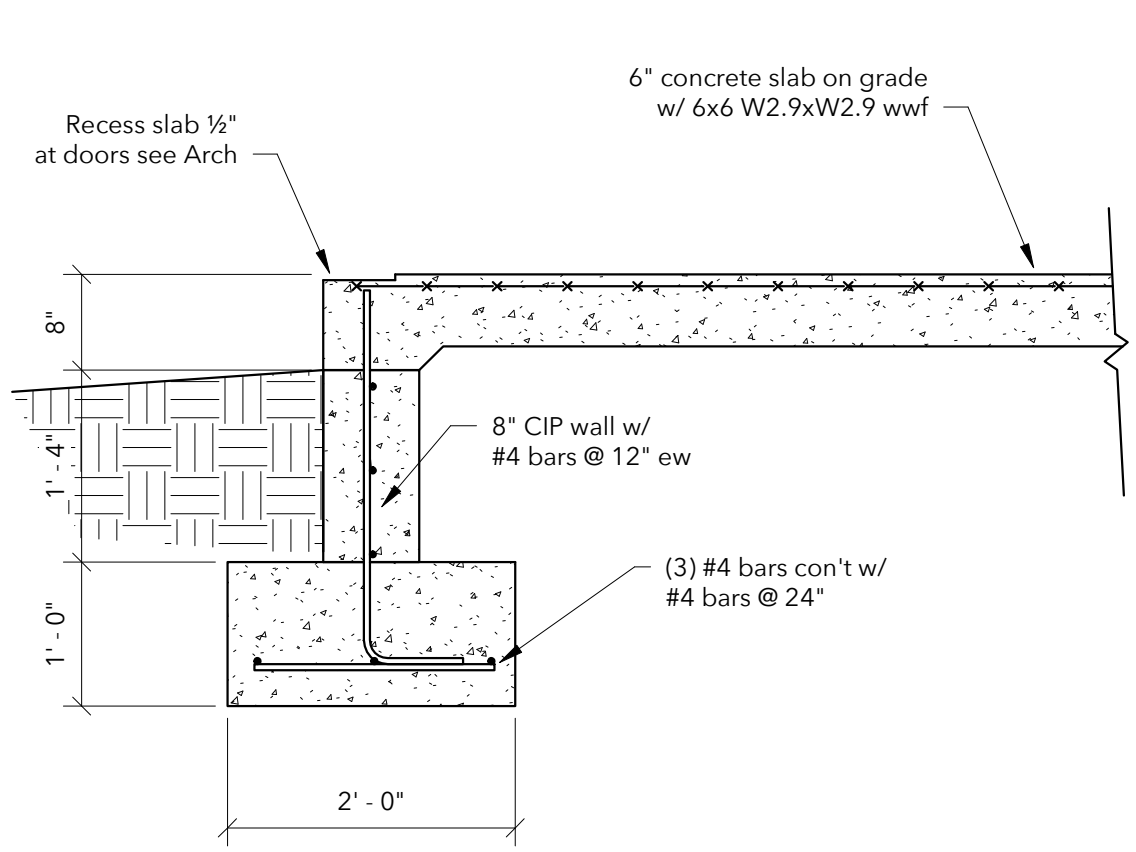 6" concrete slab on grade
w/ 6x6 W2.9xW2.9 wwf
Recess slab ½"
at doors see Arch
8"
1' - 4"
8" CIP wall w/
#4 bars @ 12" ew
(3) #4 bars con't w/
#4 bars @ 24"
1' - 0"
2' - 0"